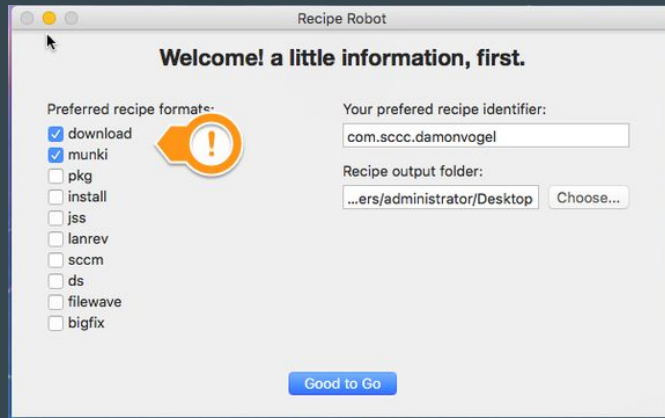 Recipe Robot
Welcome! a little information, first.
Preferred recipe formats:
download
munki
pkg
install
jss
lanrev
sccm
ds
filewave
bigfix
!
Your prefered recipe identifier:
com.sccc.damonvogel
Recipe output folder:
...ers/administrator/Desktop
Choose...
Good to Go